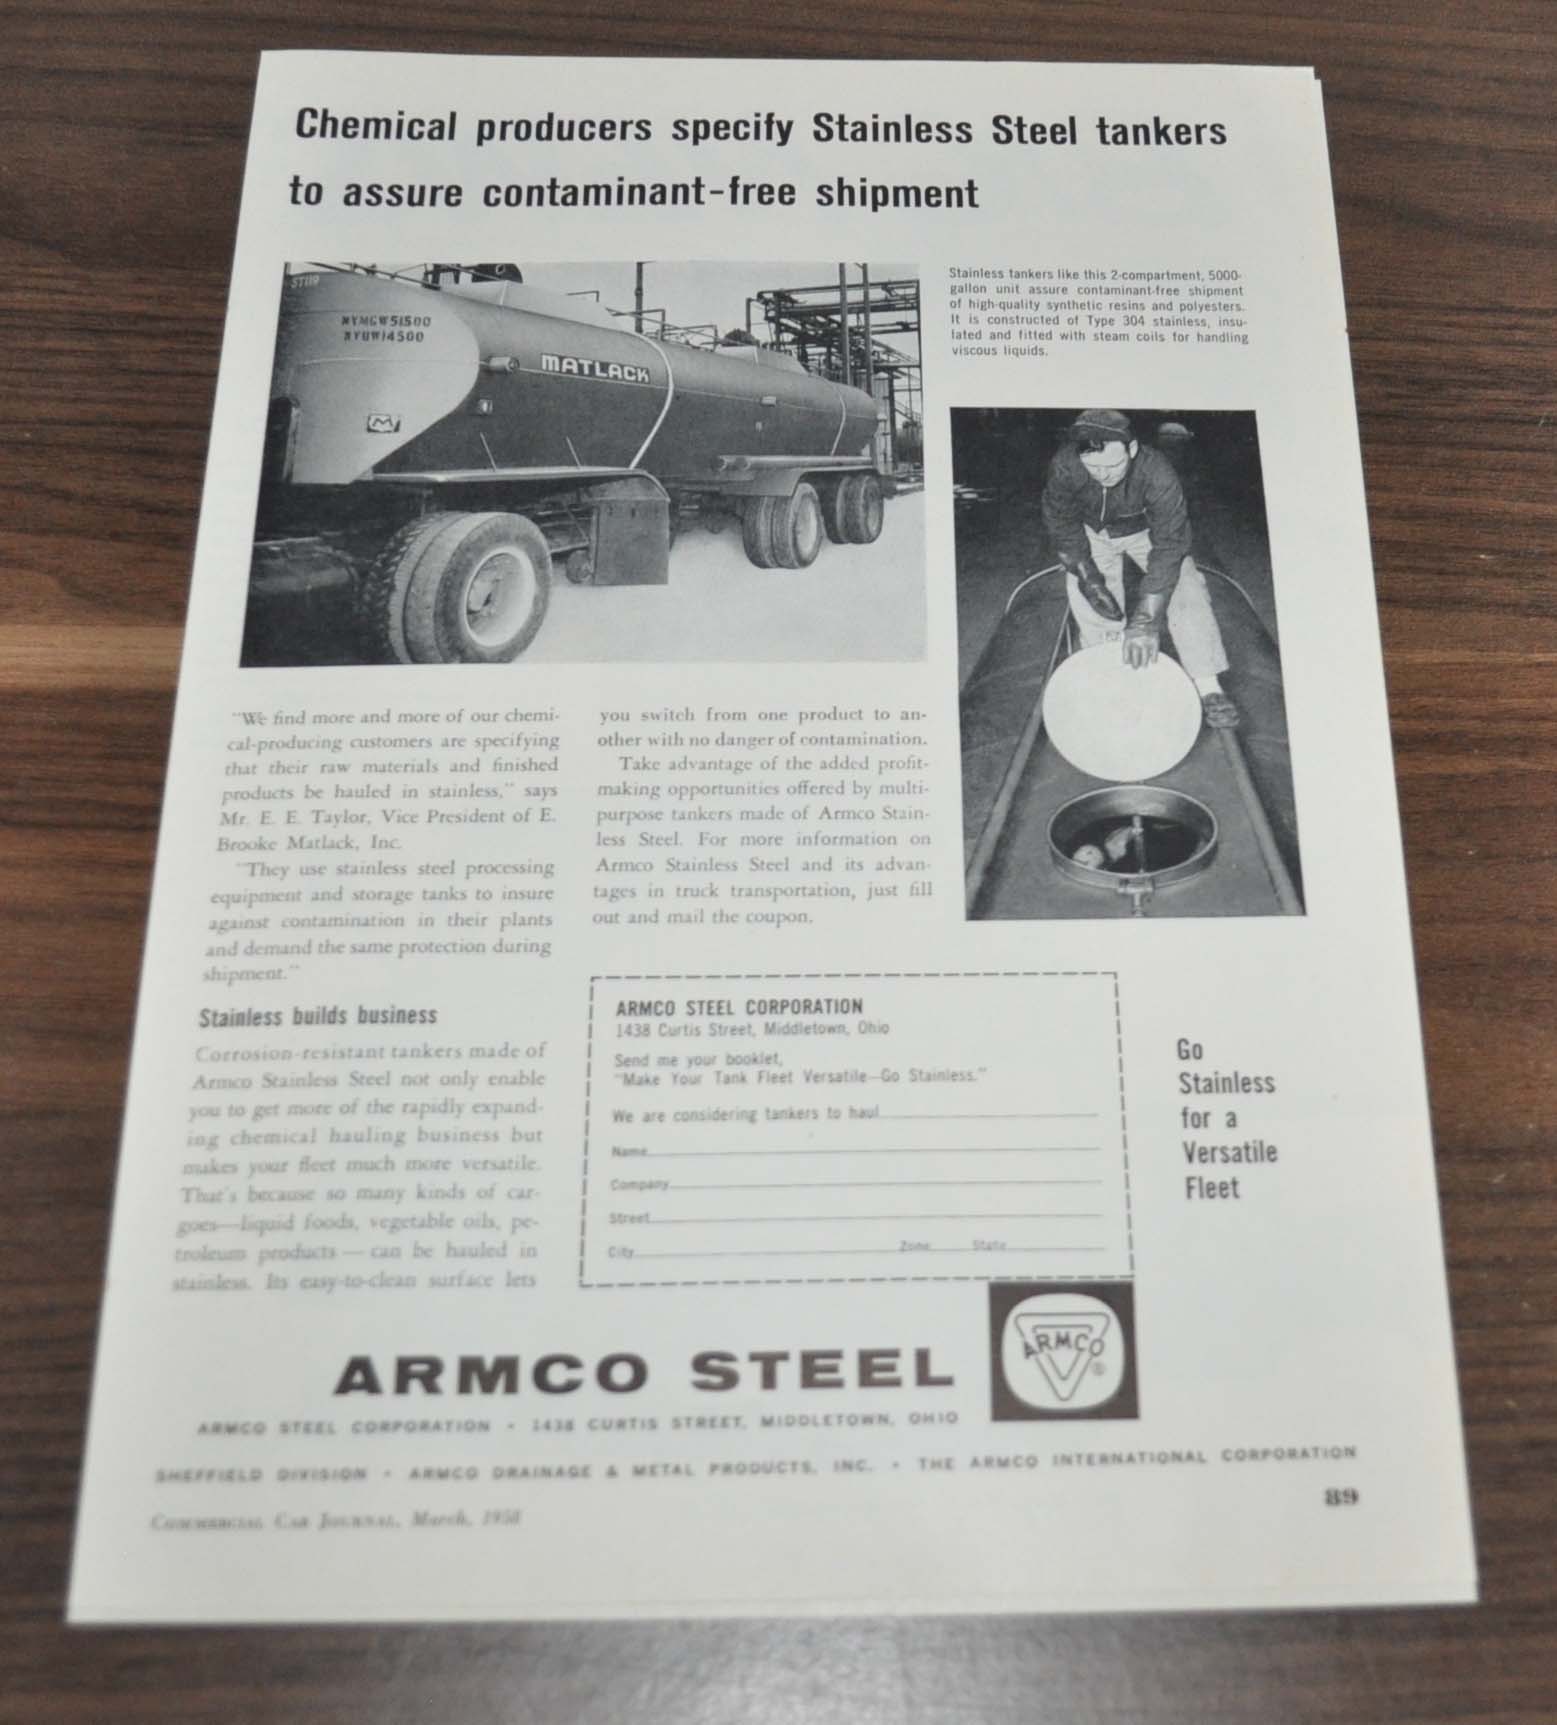 Chemical producers specify Stainless Steel tankers
to assure contaminant-free shipment
ST119
NYMGW51500
NYUW14500
MATLACK
M
Stainless tankers like this 2-compartment, 5000-
gallon unit assure contaminant-free shipment
of high-quality synthetic resins and polyesters.
It is constructed of Type 304 stainless, insu-
lated and fitted with steam coils for handling
viscous liquids.
"We find more and more of our chemi-
cal-producing customers are specifying
that their raw materials and finished
products be hauled in stainless," says
Mr. E. E. Taylor, Vice President of E.
Brooke Matlack, Inc.
"They use stainless steel processing
equipment and storage tanks to insure
against contamination in their plants
and demand the same protection during
shipment."
Stainless builds business
Corrosion-resistant tankers made of
Armco Stainless Steel not only enable
you to get more of the rapidly expand-
ing chemical hauling business but
makes your fleet much more versatile.
That's because so many kinds of car-
goes—liquid foods, vegetable oils, pe-
troleum products — can be hauled in
stainless. Its easy-to-clean surface lets
you switch from one product to an-
other with no danger of contamination.
Take advantage of the added profit-
making opportunities offered by multi-
purpose tankers made of Armco Stain-
less Steel. For more information on
Armco Stainless Steel and its advan-
tages in truck transportation, just fill
out and mail the coupon.
ARMCO STEEL CORPORATION
1438 Curtis Street, Middletown, Ohio
Send me your booklet,
"Make Your Tank Fleet Versatile—Go Stainless."
We are considering tankers to haul
Name
Company
Street
City Zone State
Go
Stainless
for a
Versatile
Fleet
ARMCO STEEL
ARMCO
®
ARMCO STEEL CORPORATION • 1438 CURTIS STREET, MIDDLETOWN, OHIO
SHEFFIELD DIVISION • ARMCO DRAINAGE & METAL PRODUCTS, INC. • THE ARMCO INTERNATIONAL CORPORATION
COMMERCIAL CAR JOURNAL, March, 1958
89